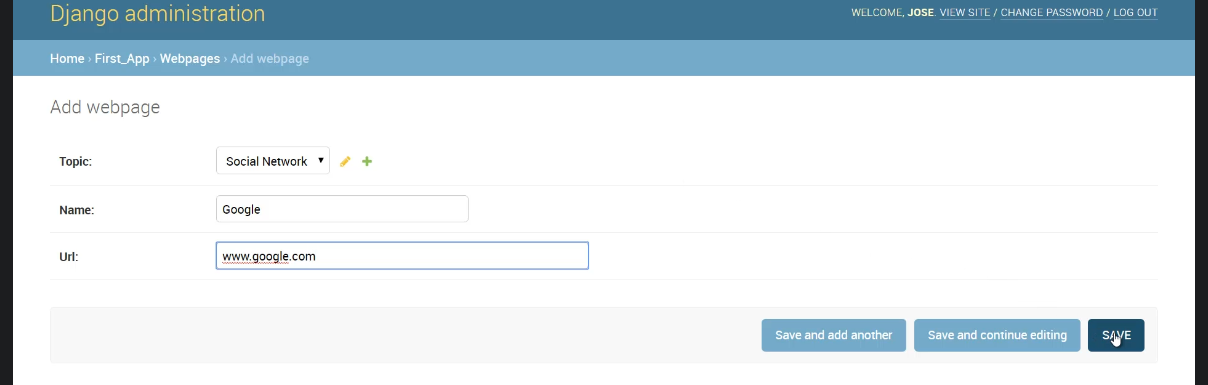 Django administration
WELCOME, JOSE. VIEW SITE / CHANGE PASSWORD / LOG OUT
Home › First_App › Webpages › Add webpage
Add webpage
Topic: Social Network
Name: Google
Url: www.google.com
Save and add another Save and continue editing SAVE